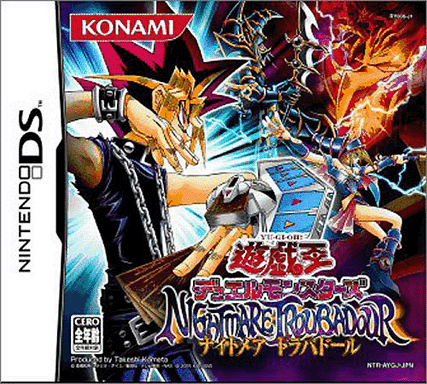 KONAMI
NINTENDO DS™
YU-GI-OH!
遊戯王
デュエルモンスターズ
NIGHTMARE TROUBADOUR
ナイトメアトラバドール
CERO
全年齢
Produced by Takeshi Kometa
NTR-AYGJ-JPN